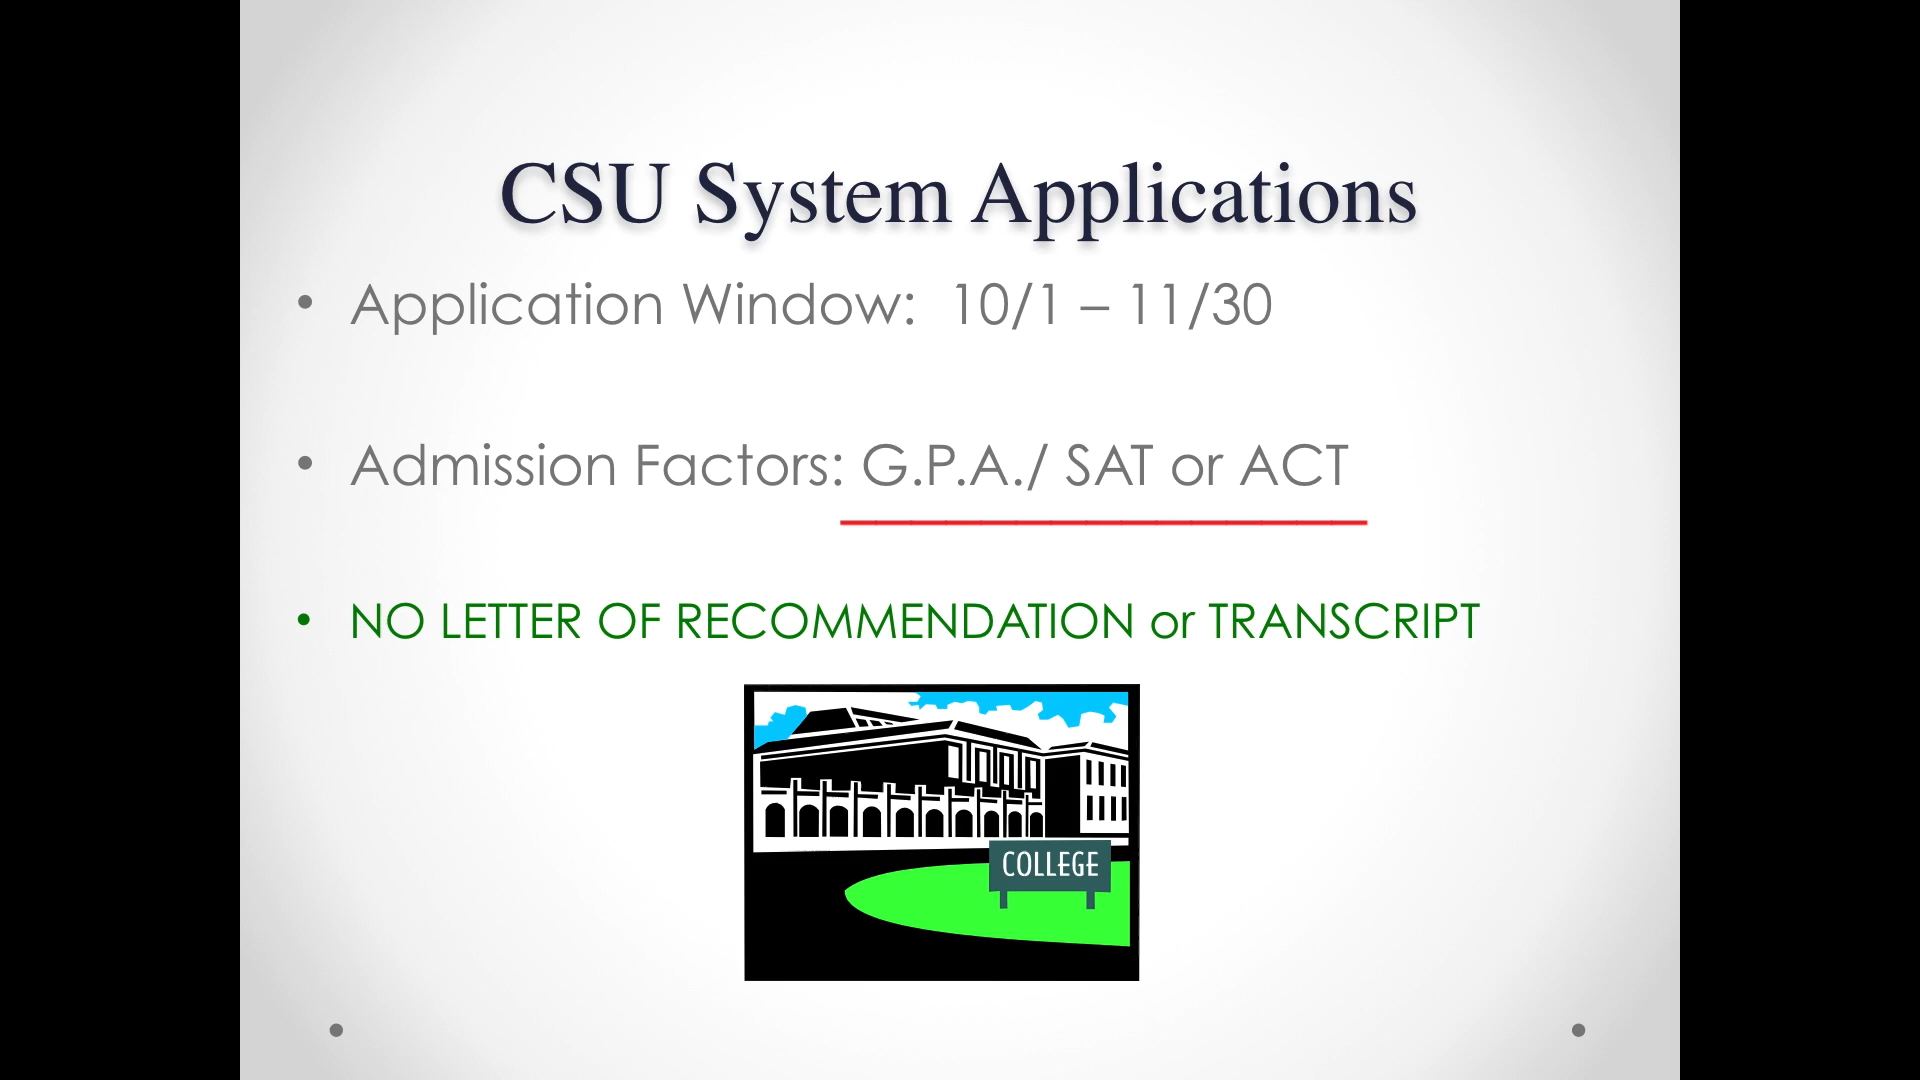 CSU System Applications
• Application Window:  10/1 – 11/30
• Admission Factors: G.P.A./ SAT or ACT
• NO LETTER OF RECOMMENDATION or TRANSCRIPT
COLLEGE